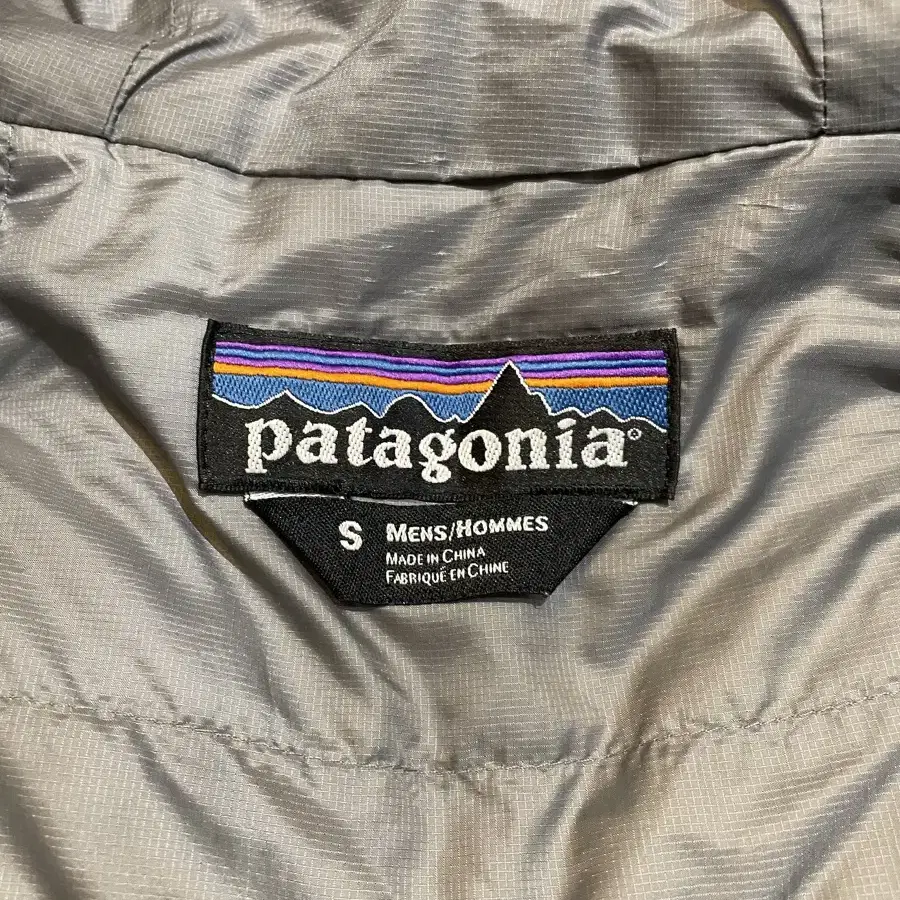 patagonia®
S MENS/HOMMES
MADE IN CHINA
FABRIQUÉ EN CHINE